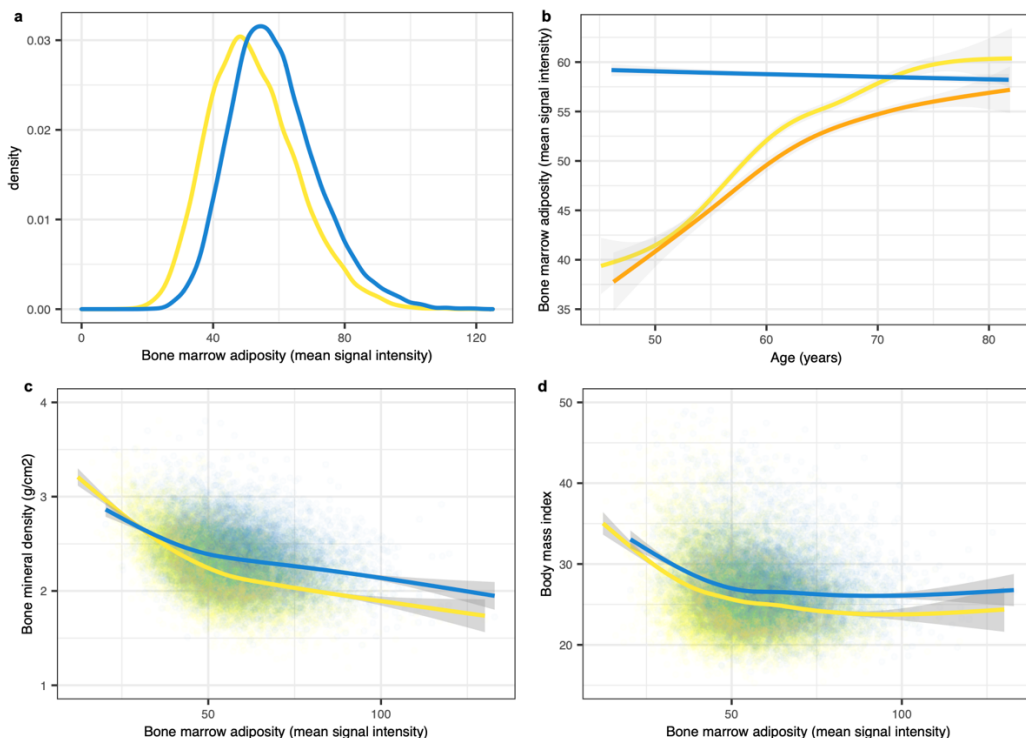 a
0.03
0.02
0.01
0.00
density
0
40
80
120
Bone marrow adiposity (mean signal intensity)
b
60
55
50
45
40
35
Bone marrow adiposity (mean signal intensity)
50
60
70
80
Age (years)
c
4
3
2
1
Bone mineral density (g/cm2)
50
100
Bone marrow adiposity (mean signal intensity)
d
50
40
30
20
Body mass index
50
100
Bone marrow adiposity (mean signal intensity)